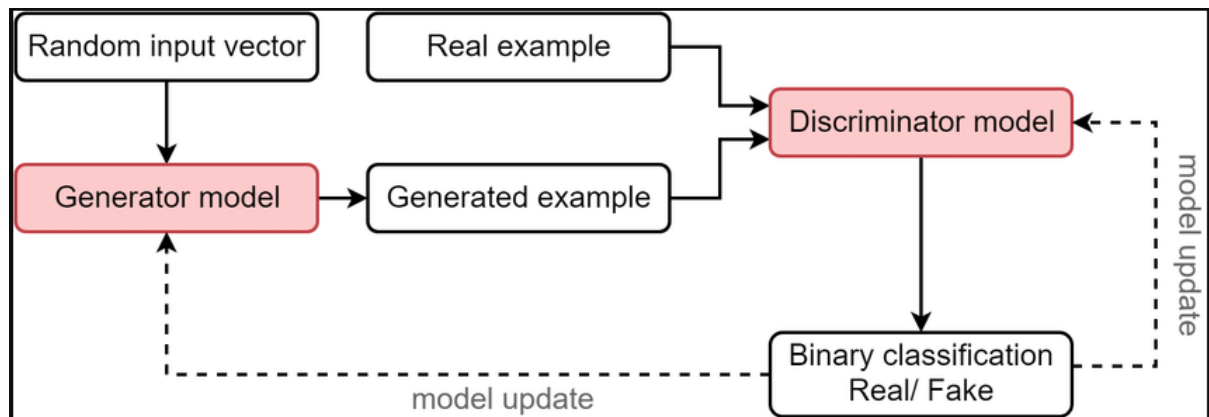 Random input vector
Real example
Discriminator model
Generator model
Generated example
model update
Binary classification
Real/ Fake
model update